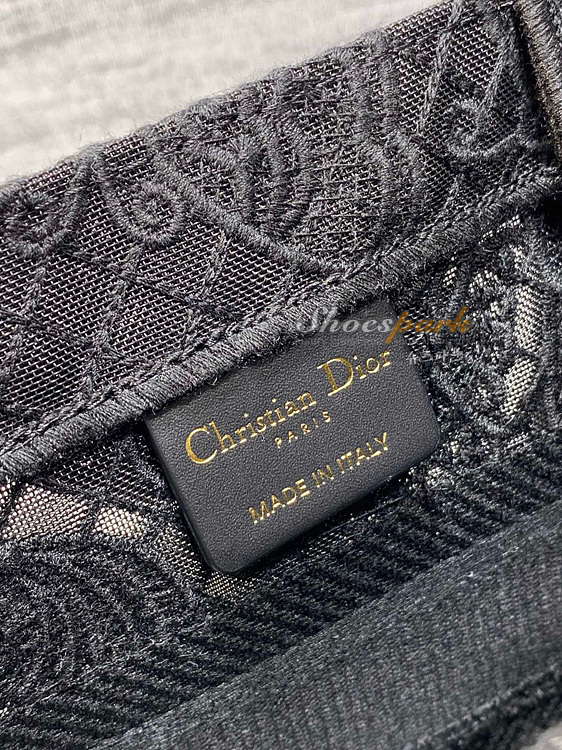 Shoespark
Christian Dior
PARIS
MADE IN ITALY